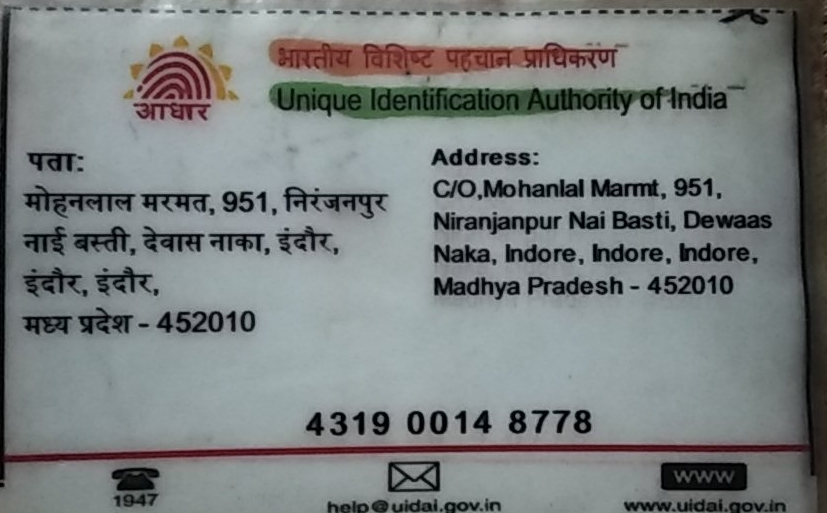 भारतीय विशिष्ट पहचान प्राधिकरण
Unique Identification Authority of India
आधार
पता:
मोहनलाल मरमत, 951, निरंजनपुर
नाई बस्ती, देवास नाका, इंदौर,
इंदौर, इंदौर,
मध्य प्रदेश - 452010
Address:
C/O,Mohanlal Marmt, 951,
Niranjanpur Nai Basti, Dewaas
Naka, Indore, Indore, Indore,
Madhya Pradesh - 452010
4319 0014 8778
1947
help@uidai.gov.in
WWW
www.uidai.gov.in